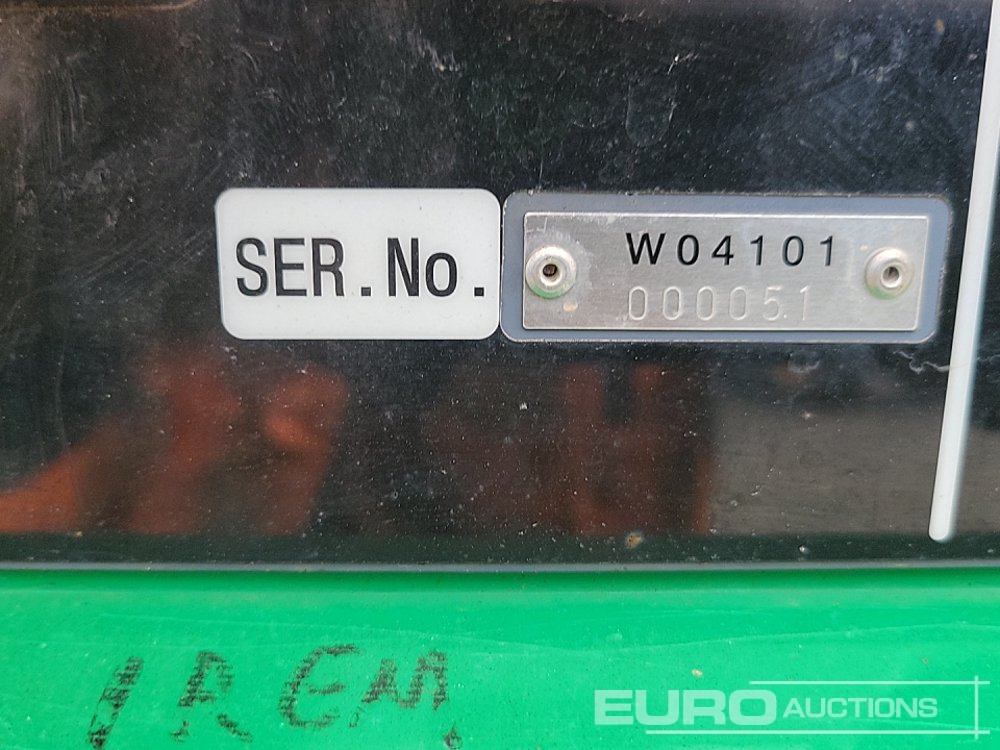 SER.No.
W04101
000051
EURO AUCTIONS